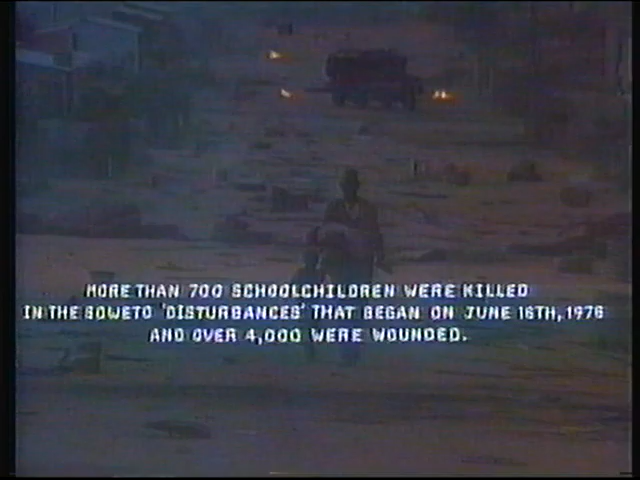 MORE THAN 700 SCHOOLCHILDREN WERE KILLED
IN THE SOWETO 'DISTURBANCES' THAT BEGAN ON JUNE 16TH, 1976
AND OVER 4,000 WERE WOUNDED.